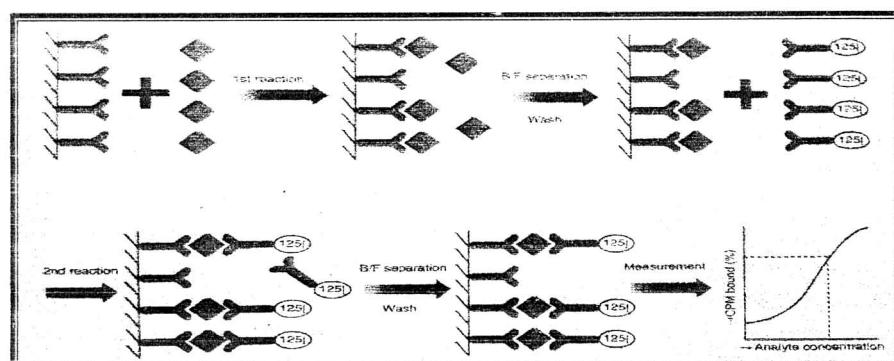 1st reaction
B/F separation
Wash
125I
125I
125I
125I
2nd reaction
125I
125I
125I
125I
B/F separation
Wash
125I
125I
125I
Measurement
→CPM bound (%)
→ Analyte concentration